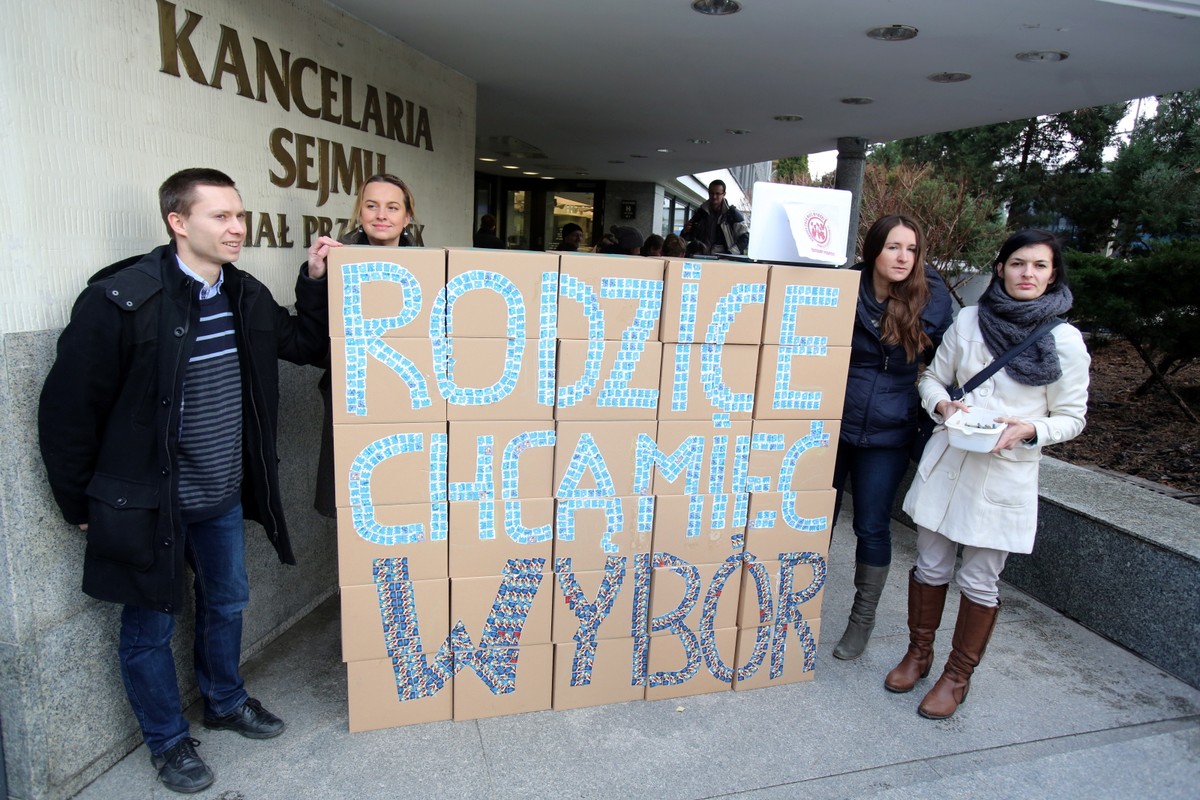 KANCELARIA
SEJMU
RODZICE
CHCĄ MIEĆ
WYBÓR